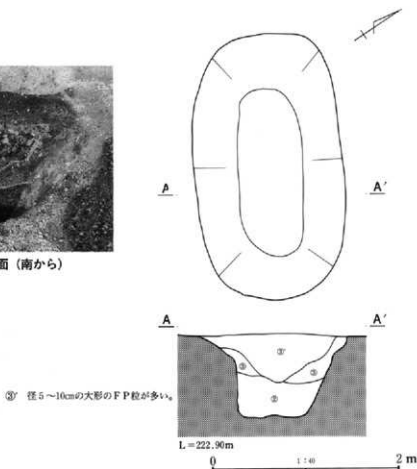 A
A'
面（南から）
A
A'
③'
③
③
②
③' 径５～10cmの大形のＦＰ粒が多い。
L=222.90m
0
1:40
2 m